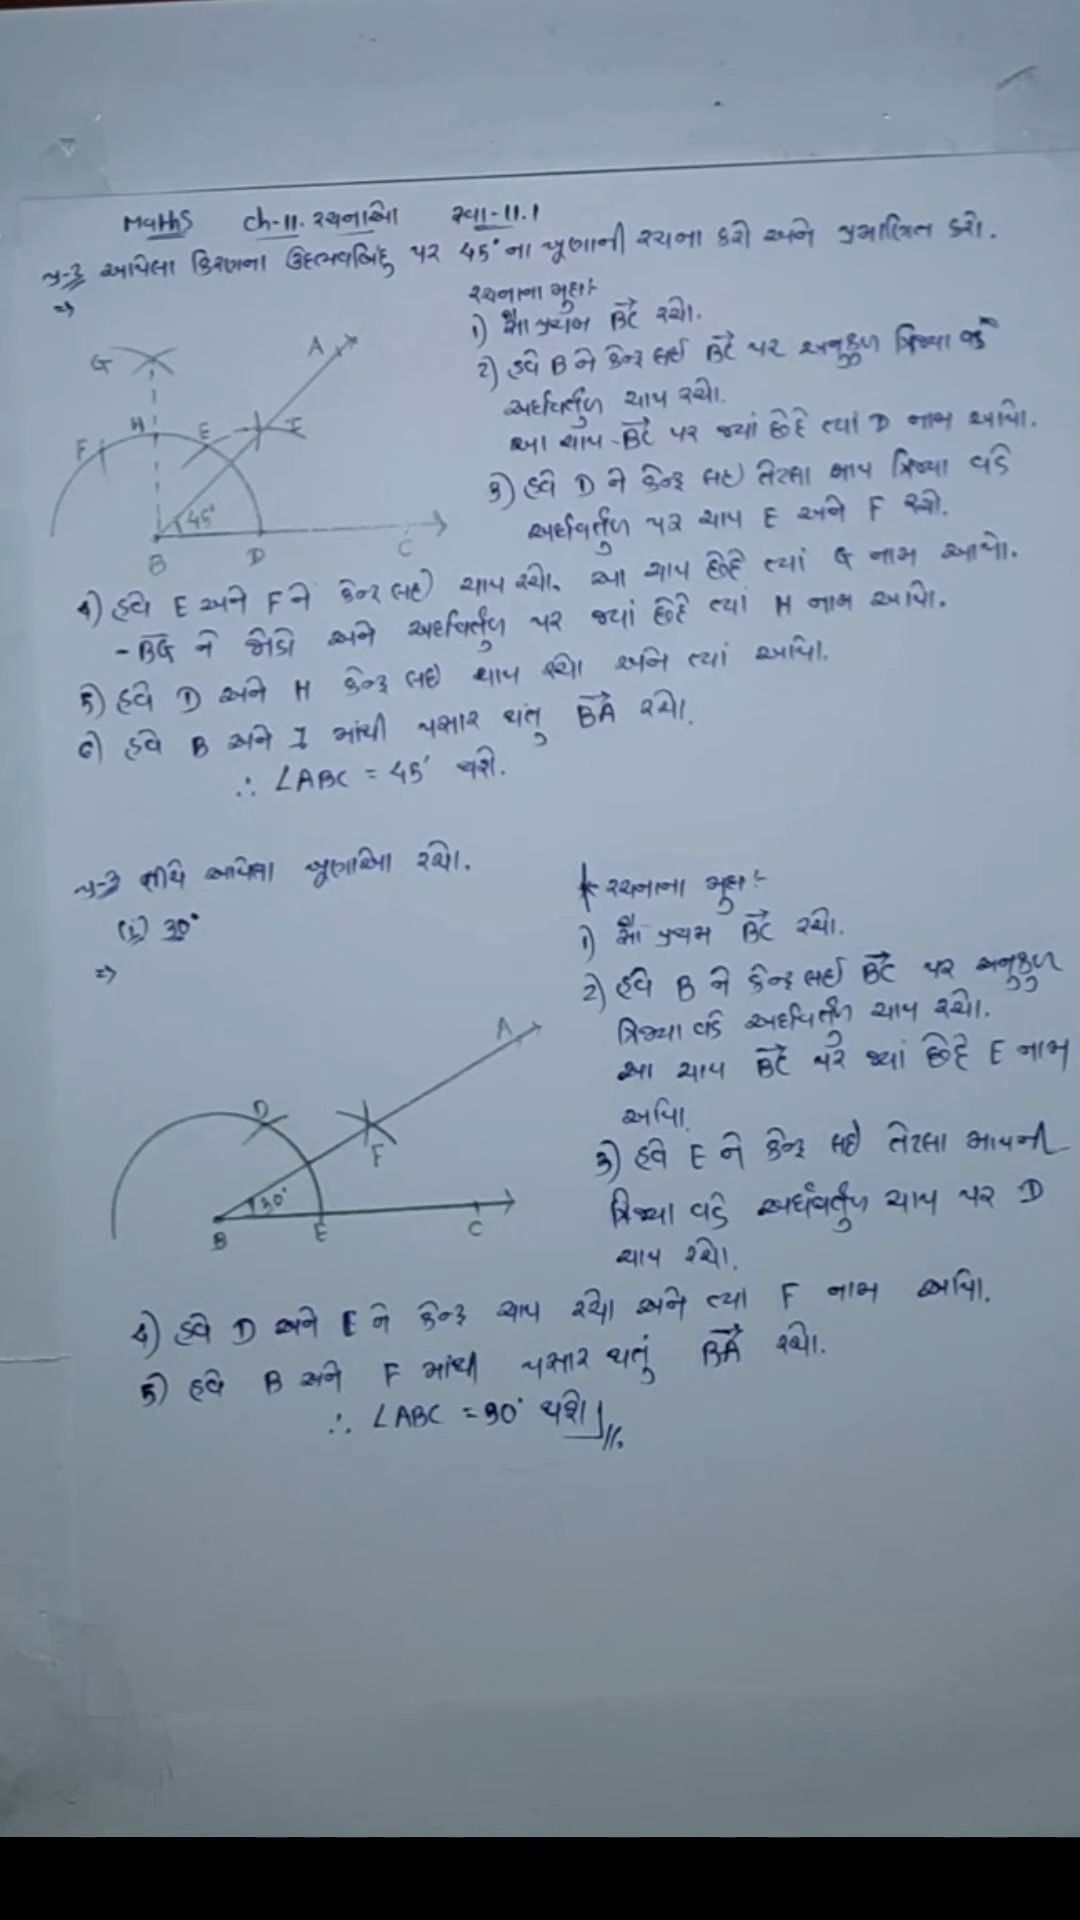 Maths ch-11. રચનાઓ સ્વા-11.1
આપેલા કિરણના ઉદ્ભવબિંદુ પર 45° ના ખૂણાની રચના કરો અને પ્રમાણિત કરો.
⇒
રચનાના મુદ્દા:-
1) સૌ પ્રથમ BC રચો.
2) હવે B ને કેન્દ્ર લઈ BC પર અનુકુળ ત્રિજ્યા વડે
અર્ધવર્તુળ ચાપ રચો.
આ ચાપ BC પર જ્યાં છેદે ત્યાં D નામ આપો.
3) હવે D ને કેન્દ્ર લઇ તેટલા માપ ત્રિજ્યા વડે
અર્ધવર્તુળ પર ચાપ E અને F રચો.
G
A
H
F
E
I
45°
B
D
C
4) હવે E અને F ને કેન્દ્ર લઇ ચાપ રચો. આ ચાપ છેદે ત્યાં G નામ આપો.
- BG ને જોડો અને અર્ધવર્તુળ પર જ્યાં છેદે ત્યાં H નામ આપો.
5) હવે D અને H કેન્દ્ર લઇ ચાપ રચો અને ત્યાં આપો.
6) હવે B અને I માંથી પસાર થતુ BA રચો.
∴ ∠ABC = 45° થશે.
પ્ર-3 નીચે આપેલા ખૂણાઓ રચો.
(i) 30°
⇒
રચનાના મુદ્દા:-
1) સૌ પ્રથમ BC રચો.
2) હવે B ને કેન્દ્ર લઈ BC પર અનુકુળ
ત્રિજ્યા વડે અર્ધવર્તુળ ચાપ રચો.
આ ચાપ BC પર જ્યાં છેદે E નામ
આપો.
3) હવે E ને કેન્દ્ર લઇ તેટલા માપની
ત્રિજ્યા વડે અર્ધવર્તુળ ચાપ પર D
ચાપ રચો.
A
D
F
30°
B
E
C
4) હવે D અને E ને કેન્દ્ર ચાપ રચો અને ત્યા F નામ આપો.
5) હવે B અને F માંથી પસાર થતું BA રચો.
∴ ∠ABC = 30° થશે